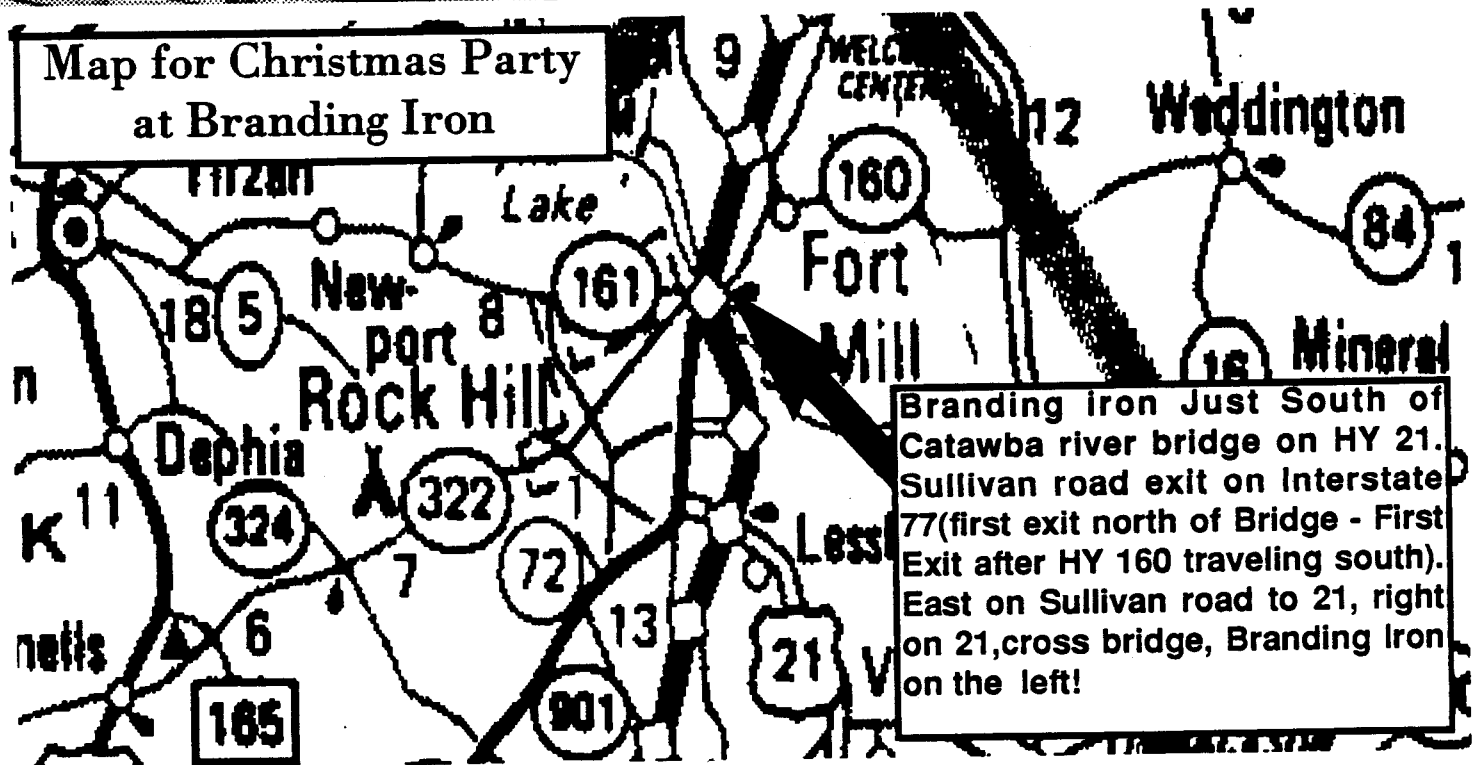 Map for Christmas Party
at Branding Iron
9
12
Weddington
160
Lake
84
161
Fort
Mill
1
18
5
New-
port
8
16
Mineral
Rock Hill
n
Branding iron Just South of
Catawba river bridge on HY 21.
Sullivan road exit on Interstate
77(first exit north of Bridge - First
Exit after HY 160 traveling south).
East on Sullivan road to 21, right
on 21,cross bridge, Branding Iron
on the left!
Dephia
11
K
324
322
1
72
7
6
13
21
V
165
901